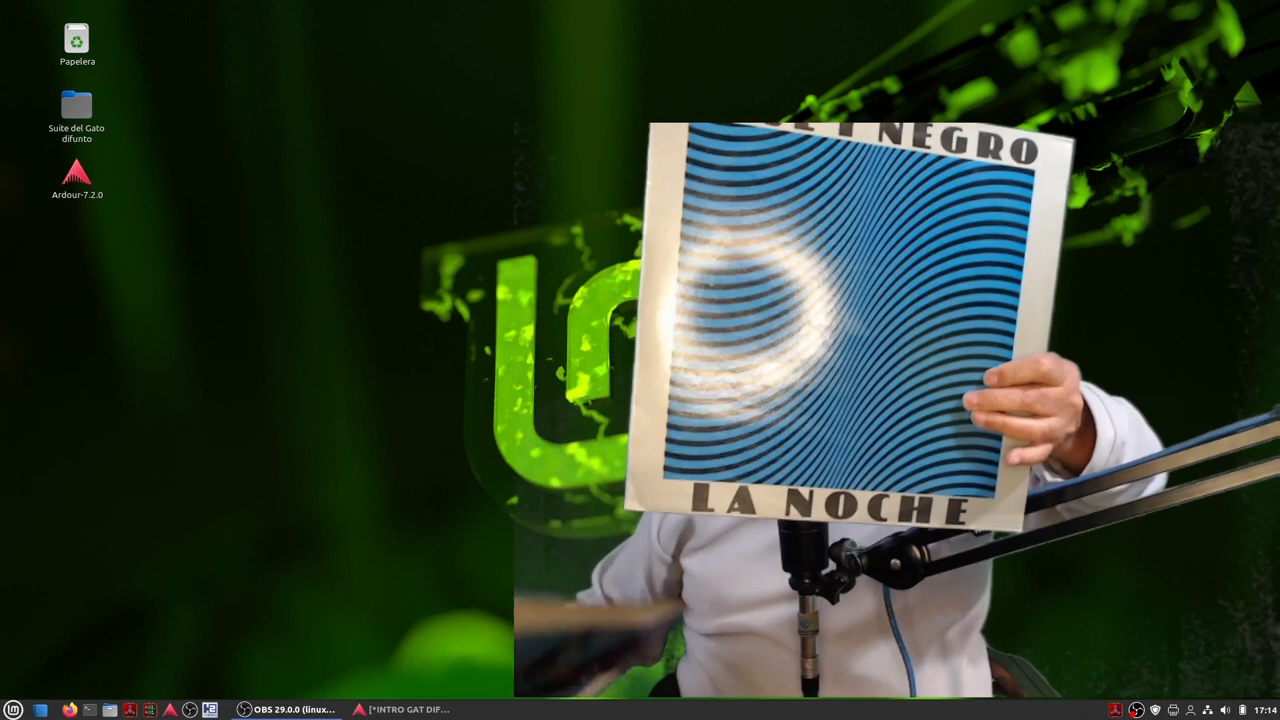 Papelera
Suite del Gato
difunto
Ardour-7.2.0
Y NEGRO
LA NOCHE
OBS 29.0.0 (linux...
[*INTRO GAT DIF...
17:14